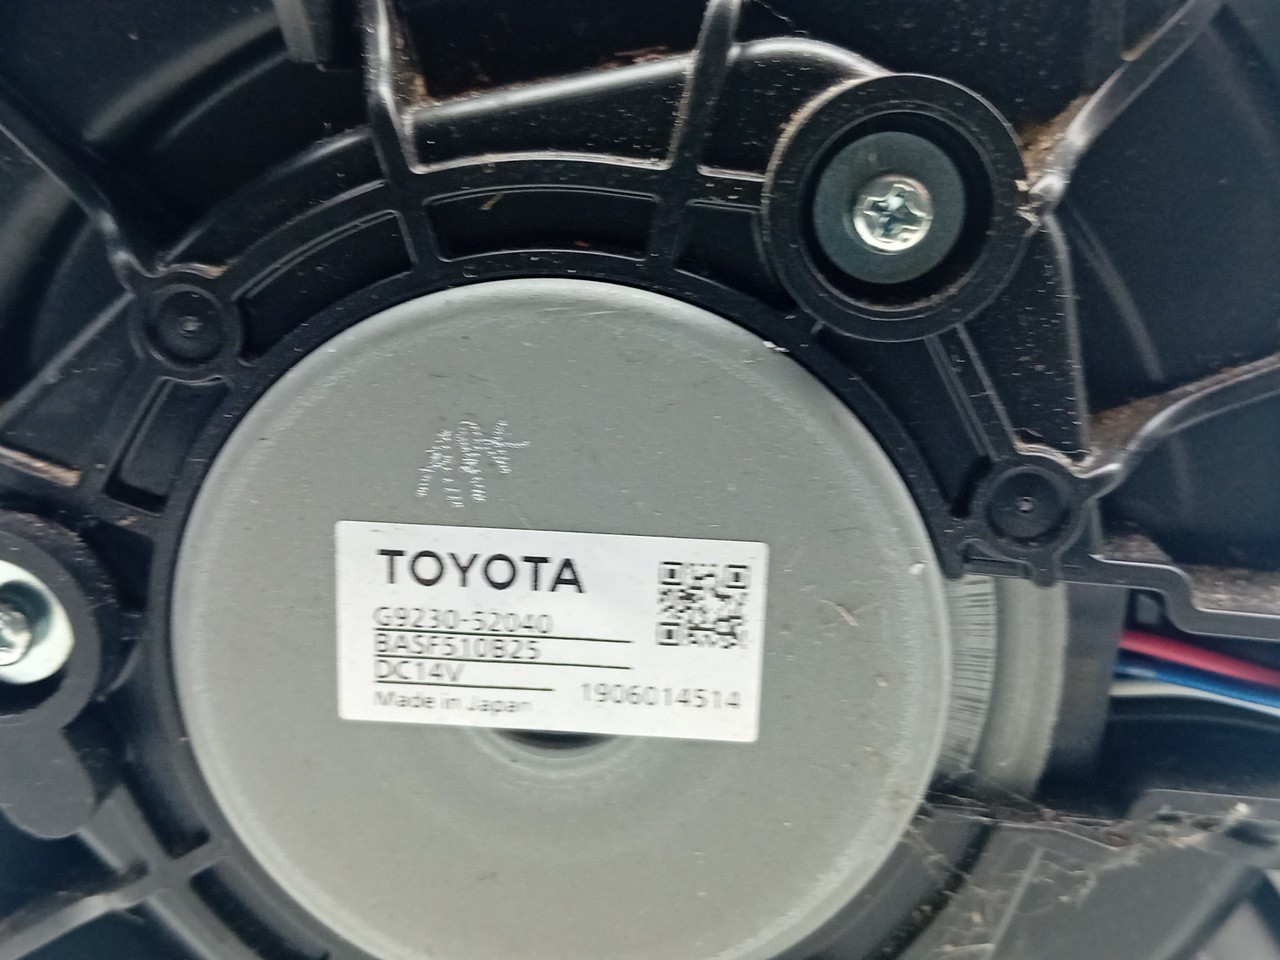 TOYOTA
G9230-52040
BASF510B25
DC14V
Made in Japan
1906014514